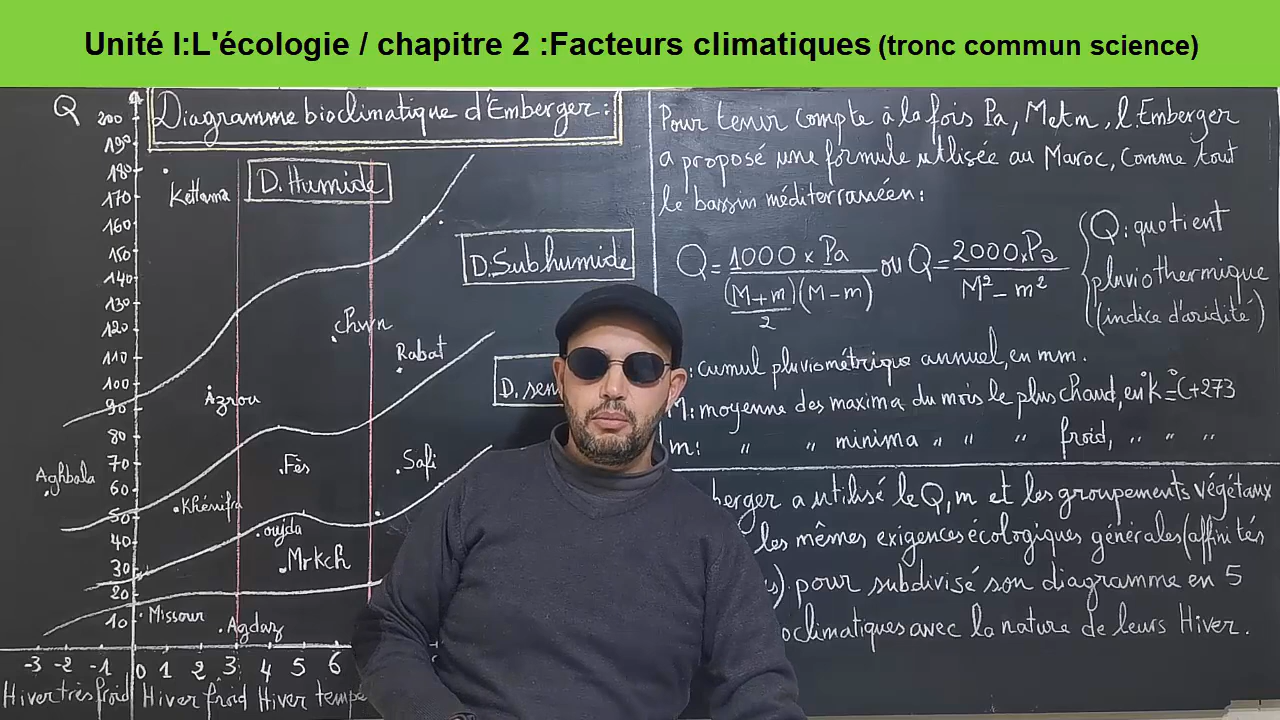 Unité I:L'écologie / chapitre 2 :Facteurs climatiques (tronc commun science)
Diagramme bioclimatique d'Emberger:
Q
200
190
180
170
160
150
140
130
120
110
100
90
80
70
60
50
40
30
20
10
Kettama
D. Humide
D. Subhumide
Chwn
Rabat
D. sem
Azrou
Aghbala
Fès
Safi
Khénifra
oujda
Mrkch
Missour
Agdaz
-3 -2 -1 0 1 2 3 4 5 6
Hiver très froid Hiver froid Hiver tempé
Pour tenir compte à la fois Pa, M et m, l. Emberger
a proposé une formule utilisée au Maroc, comme tout
le bassin méditerranéen:
Q = 1000 x Pa / ((M+m)/2)(M-m) ou Q = 2000.x.Pa / M² - m²
Q: quotient
pluviothermique
(indice d'aridité)
: cumul pluviométrique annuel, en mm.
M: moyenne des maxima du mois le plus chaud, en °K = °C+273
m: " " minima " " " froid, " " "
berger a utilisé le Q, m et les groupements végétaux
les mêmes exigences écologiques générales (affinités
s) pour subdivisé son diagramme en 5
oclimatiques avec la nature de leurs Hiver.